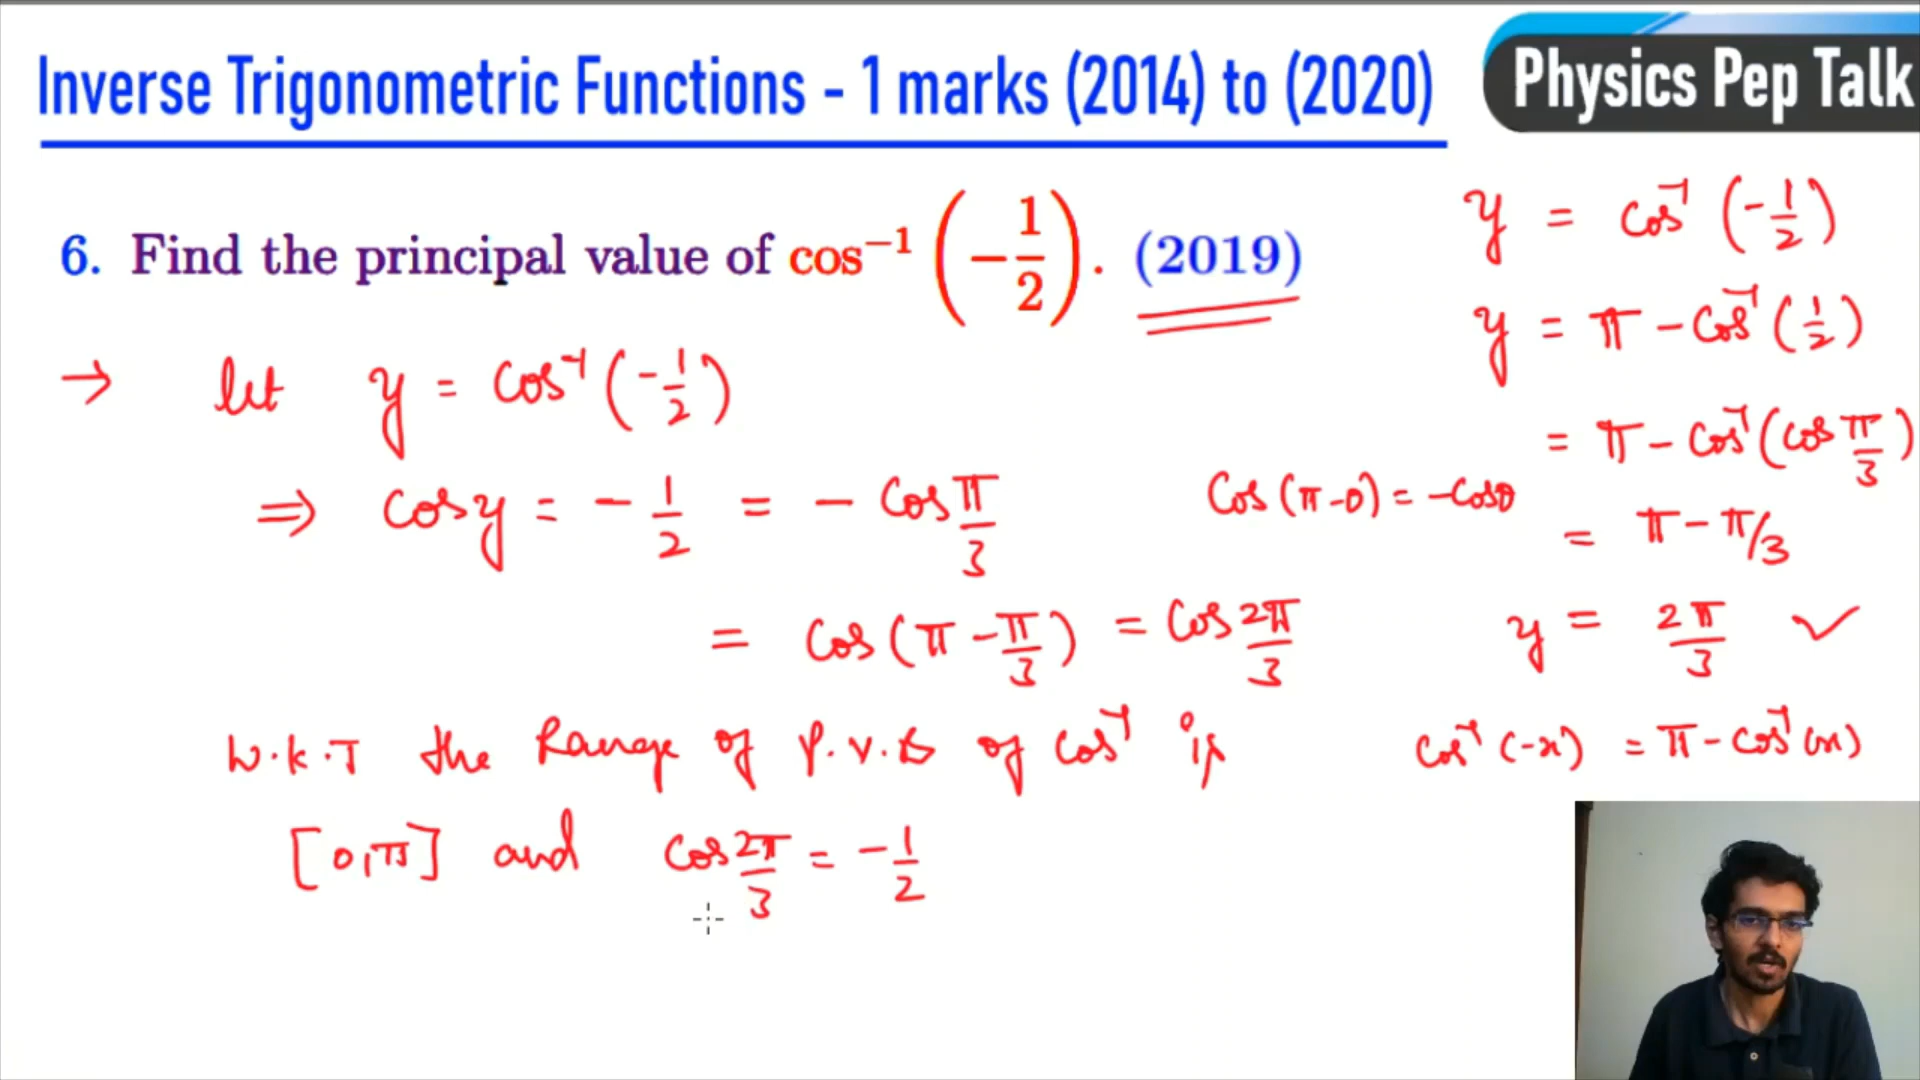 Inverse Trigonometric Functions - 1 marks (2014) to (2020)
Physics Pep Talk
6. Find the principal value of cos⁻¹(−1/2). (2019)
→ let y = cos⁻¹(-1/2)
⇒ cosy = -1/2 = - cos π/3
= cos(π - π/3) = cos 2π/3
W.K.T the Range of P.V.B of cos⁻¹ is
[0,π] and cos 2π/3 = -1/2
cos(π-θ) = -cosθ
y = cos⁻¹(-1/2)
y = π - cos⁻¹(1/2)
= π - cos⁻¹(cos π/3)
= π - π/3
y = 2π/3 ✓
cos⁻¹(-x) = π - cos⁻¹(x)